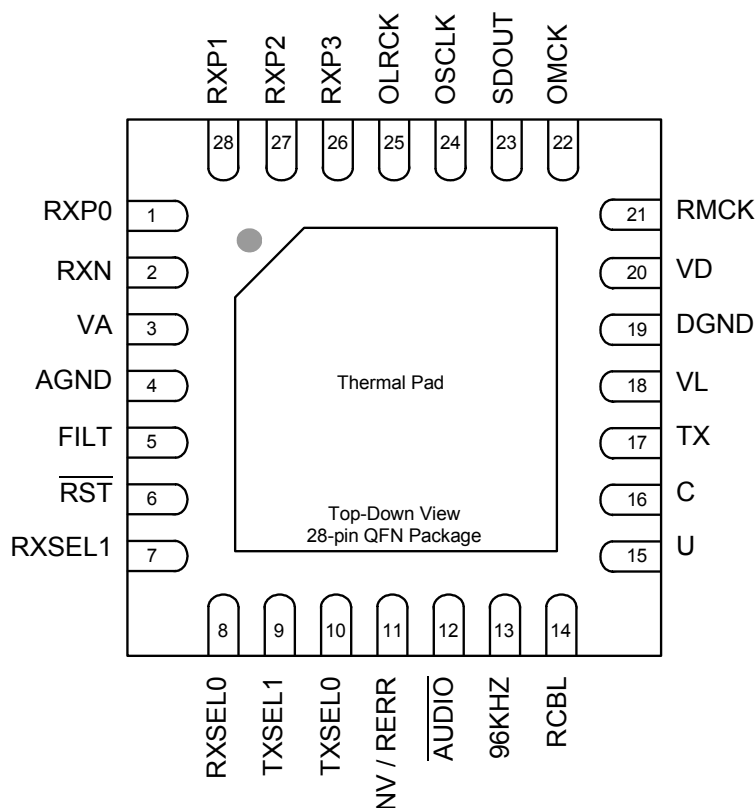 RXP1
RXP2
RXP3
OLRCK
OSCLK
SDOUT
OMCK
28
27
26
25
24
23
22
RXP0 1
RXN 2
VA 3
AGND 4
FILT 5
RST 6
RXSEL1 7
21 RMCK
20 VD
19 DGND
18 VL
17 TX
16 C
15 U
Thermal Pad
Top-Down View
28-pin QFN Package
8
9
10
11
12
13
14
RXSEL0
TXSEL1
TXSEL0
NV / RERR
AUDIO
96KHZ
RCBL